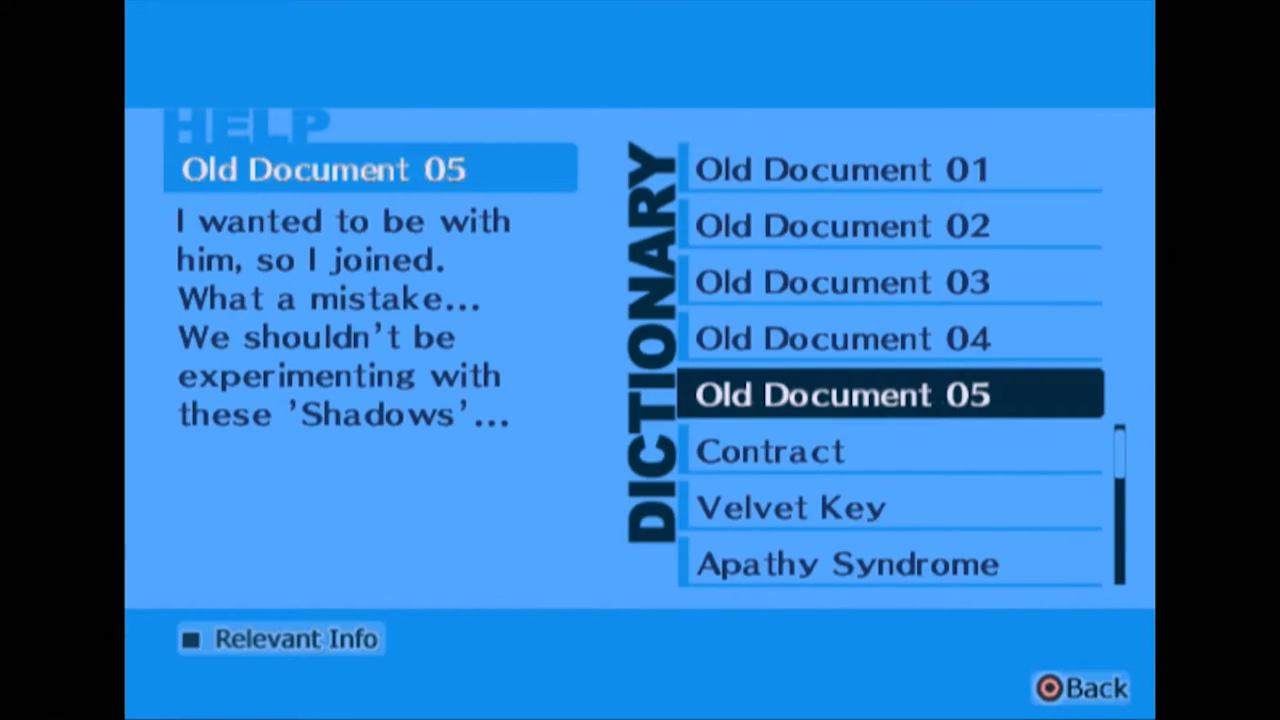 HELP
Old Document 05
I wanted to be with
him, so I joined.
What a mistake...
We shouldn't be
experimenting with
these 'Shadows'...
DICTIONARY
Old Document 01
Old Document 02
Old Document 03
Old Document 04
Old Document 05
Contract
Velvet Key
Apathy Syndrome
Relevant Info
Back